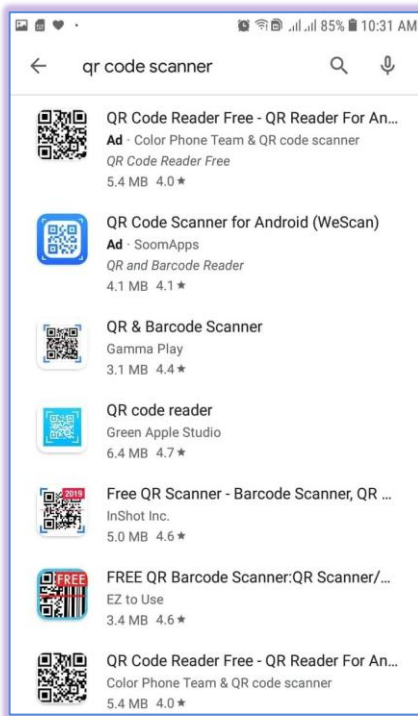 85% 10:31 AM
qr code scanner
QR Code Reader Free - QR Reader For An...
Ad · Color Phone Team & QR code scanner
QR Code Reader Free
5.4 MB 4.0★
QR Code Scanner for Android (WeScan)
Ad · SoomApps
QR and Barcode Reader
4.1 MB 4.1★
QR & Barcode Scanner
Gamma Play
3.1 MB 4.4★
QR code reader
Green Apple Studio
6.4 MB 4.7★
2019
Free QR Scanner - Barcode Scanner, QR ...
InShot Inc.
5.0 MB 4.6★
FREE
FREE QR Barcode Scanner:QR Scanner/...
EZ to Use
3.4 MB 4.6★
QR Code Reader Free - QR Reader For An...
Color Phone Team & QR code scanner
5.4 MB 4.0★